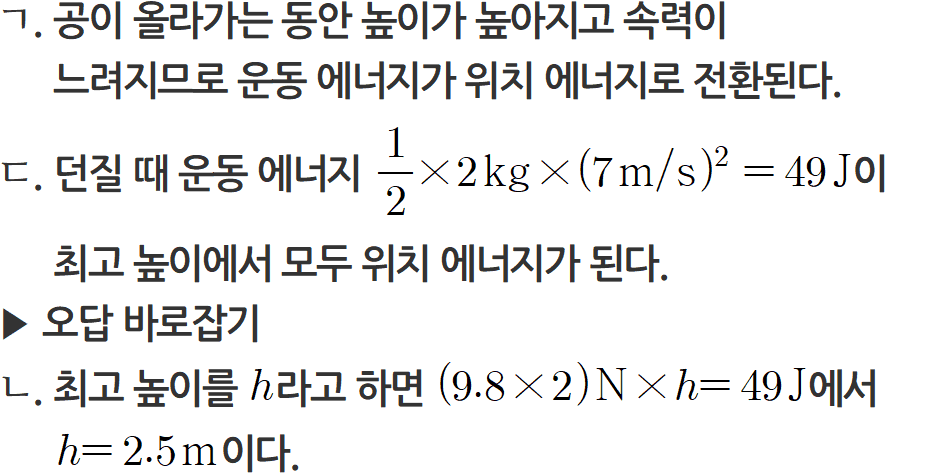 ㄱ. 공이 올라가는 동안 높이가 높아지고 속력이
느려지므로 운동 에너지가 위치 에너지로 전환된다.
ㄷ. 던질 때 운동 에너지 1/2 × 2 kg × (7 m/s)² = 49 J이
최고 높이에서 모두 위치 에너지가 된다.
▶ 오답 바로잡기
ㄴ. 최고 높이를 h라고 하면 (9.8 × 2) N × h = 49 J에서
h = 2.5 m이다.